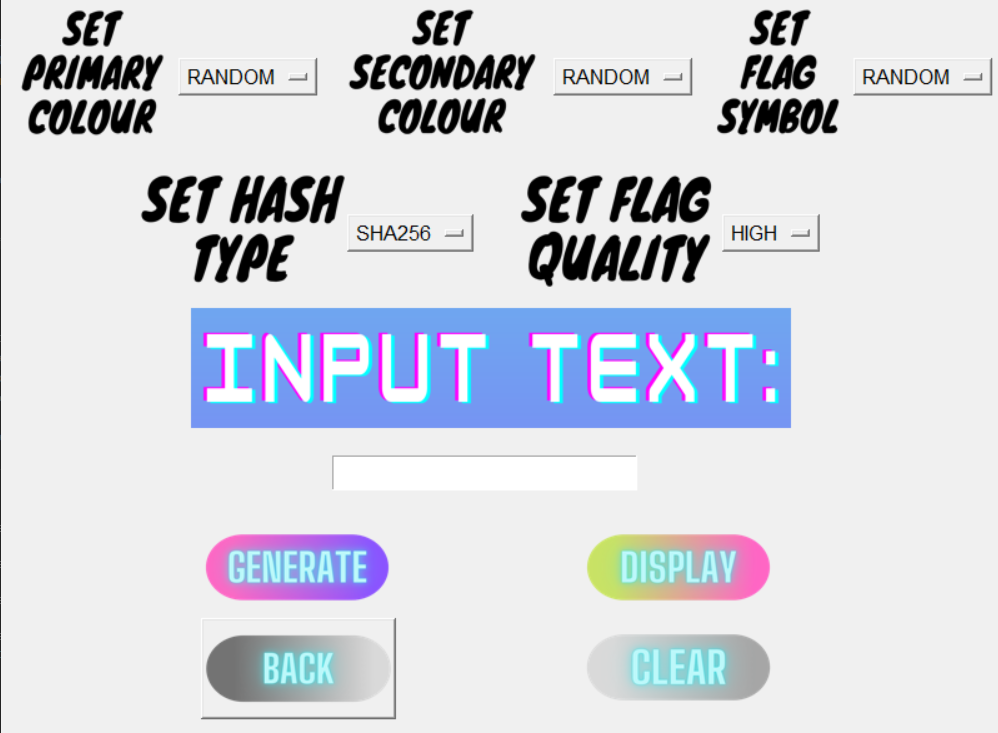 SET
PRIMARY
COLOUR
RANDOM
SET
SECONDARY
COLOUR
RANDOM
SET
FLAG
SYMBOL
RANDOM
SET HASH
TYPE
SHA256
SET FLAG
QUALITY
HIGH
INPUT TEXT:
GENERATE
DISPLAY
BACK
CLEAR